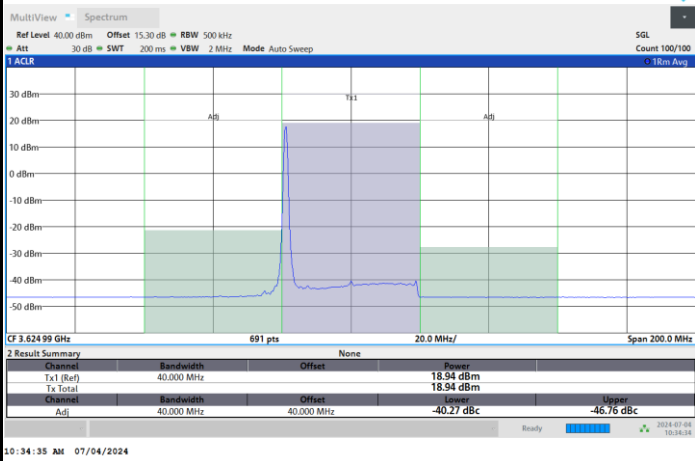 MultiView Spectrum
Ref Level 40.00 dBm Offset 15.30 dB RBW 500 kHz SGL
Att 30 dB SWT 200 ms VBW 2 MHz Mode Auto Sweep Count 100/100
1 ACLR 1Rm Avg
30 dBm
Tx1
20 dBm
Adj Adj
10 dBm
0 dBm
-10 dBm
-20 dBm
-30 dBm
-40 dBm
-50 dBm
CF 3.62499 GHz 691 pts 20.0 MHz/ Span 200.0 MHz
2 Result Summary None
Channel Bandwidth Offset Power
Tx1 (Ref) 40.000 MHz 18.94 dBm
Tx Total 18.94 dBm
Channel Bandwidth Offset Lower Upper
Adj 40.000 MHz 40.000 MHz -40.27 dBc -46.76 dBc
Ready 2024-07-08
10:34:34
10:34:35 AM 07/04/2024